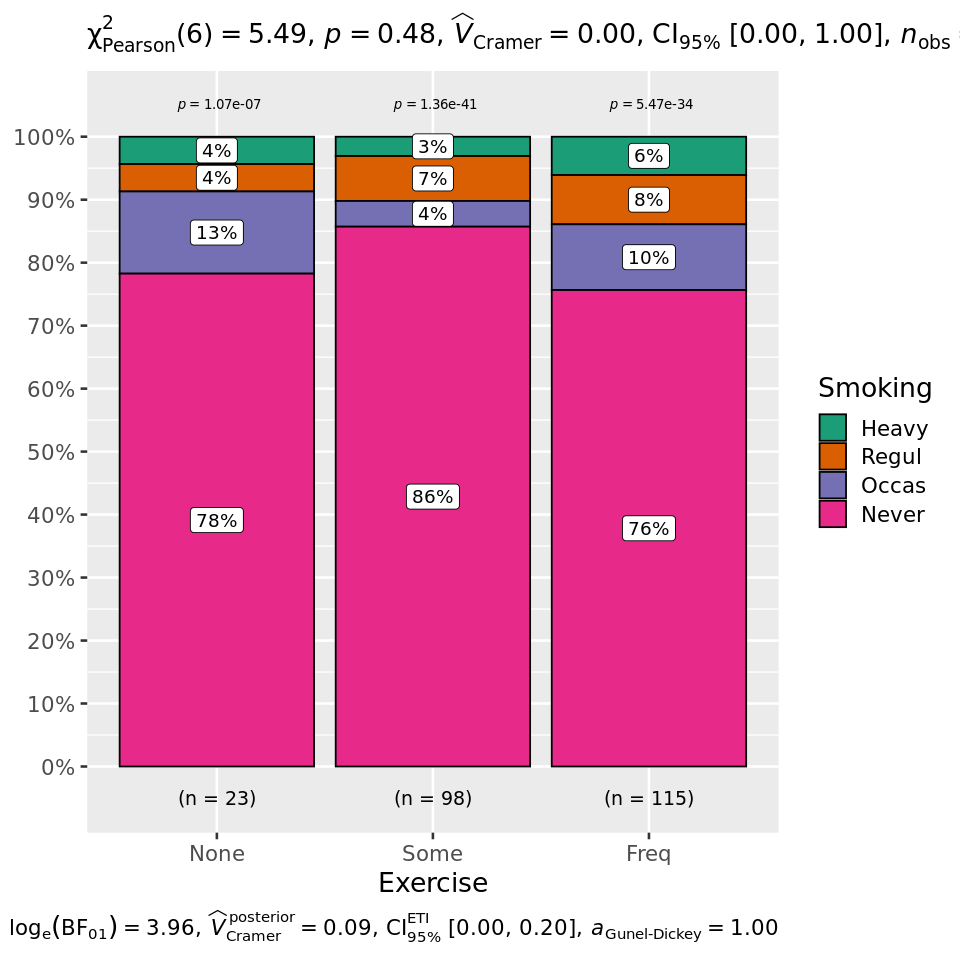 χ²Pearson(6) = 5.49, p = 0.48, V̂Cramer = 0.00, CI95% [0.00, 1.00], nobs
p = 1.07e-07 p = 1.36e-41 p = 5.47e-34
100%
90%
80%
70%
60%
50%
40%
30%
20%
10%
0%
4% 3% 6%
4% 7% 8%
13% 4% 10%
78% 86% 76%
Smoking
Heavy
Regul
Occas
Never
(n = 23) (n = 98) (n = 115)
None Some Freq
Exercise
loge(BF01) = 3.96, V̂posteriorCramer = 0.09, CIETI95% [0.00, 0.20], aGunel-Dickey = 1.00